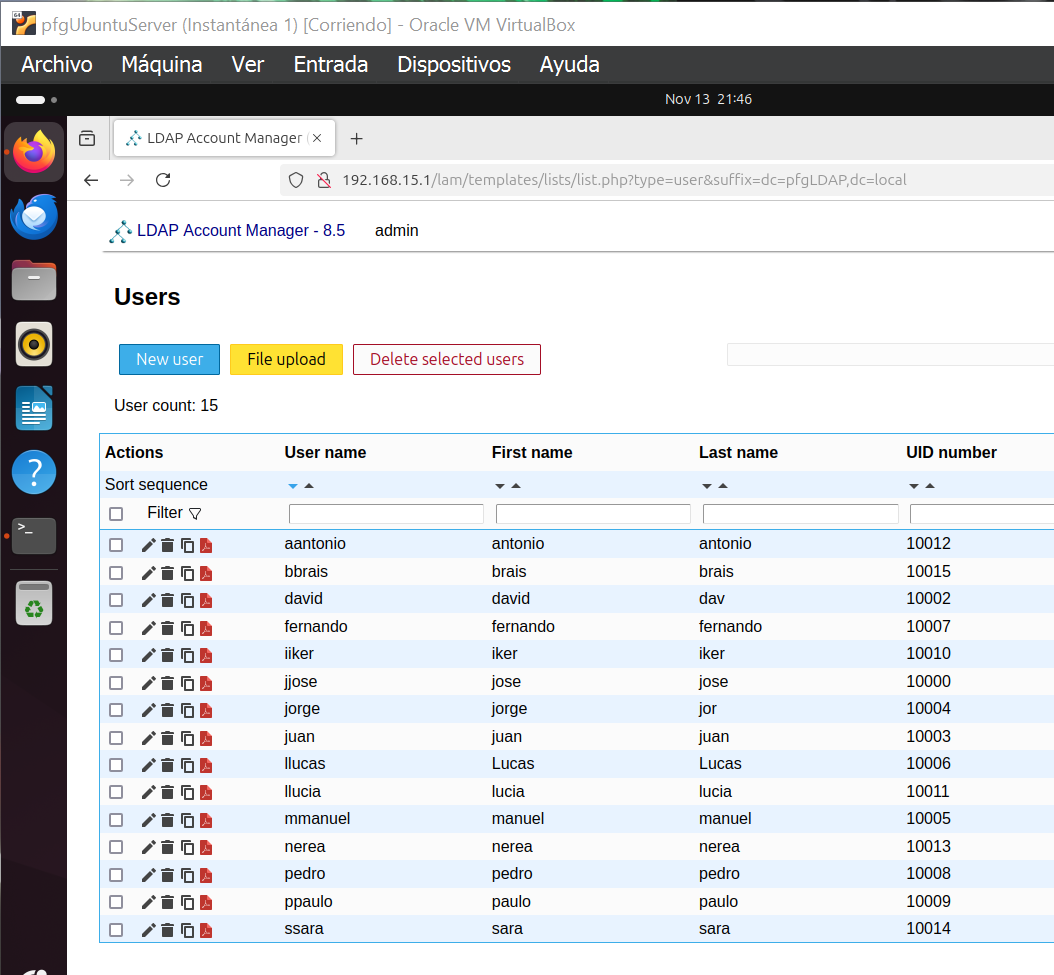 pfgUbuntuServer (Instantánea 1) [Corriendo] - Oracle VM VirtualBox
Archivo Máquina Ver Entrada Dispositivos Ayuda
Nov 13 21:46
LDAP Account Manager (
192.168.15.1/lam/templates/lists/list.php?type=user&suffix=dc=pfgLDAP,dc=local
LDAP Account Manager - 8.5 admin
Users
New user File upload Delete selected users
User count: 15
Actions User name First name Last name UID number
Sort sequence
Filter
aantonio antonio antonio 10012
bbrais brais brais 10015
david david dav 10002
fernando fernando fernando 10007
iiker iker iker 10010
jjose jose jose 10000
jorge jorge jor 10004
juan juan juan 10003
llucas Lucas Lucas 10006
llucia lucia lucia 10011
mmanuel manuel manuel 10005
nerea nerea nerea 10013
pedro pedro pedro 10008
ppaulo paulo paulo 10009
ssara sara sara 10014